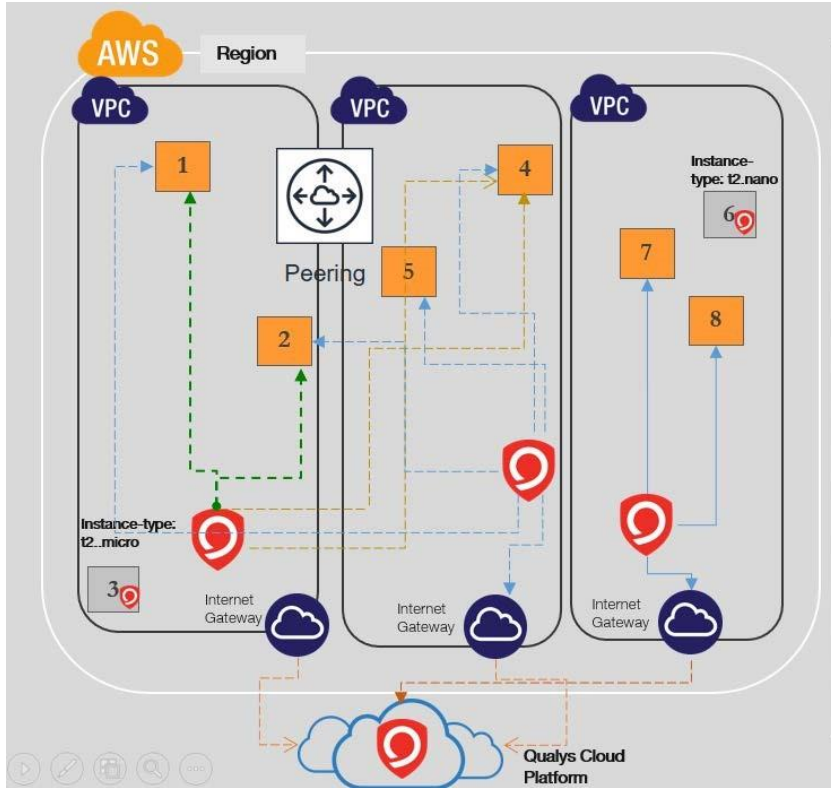 AWS
Region
VPC
VPC
VPC
1
4
Instance-
type: t2.nano
6
7
Peering
5
8
2
Instance-type:
t2..micro
3
Internet
Gateway
Internet
Gateway
Internet
Gateway
Qualys Cloud
Platform